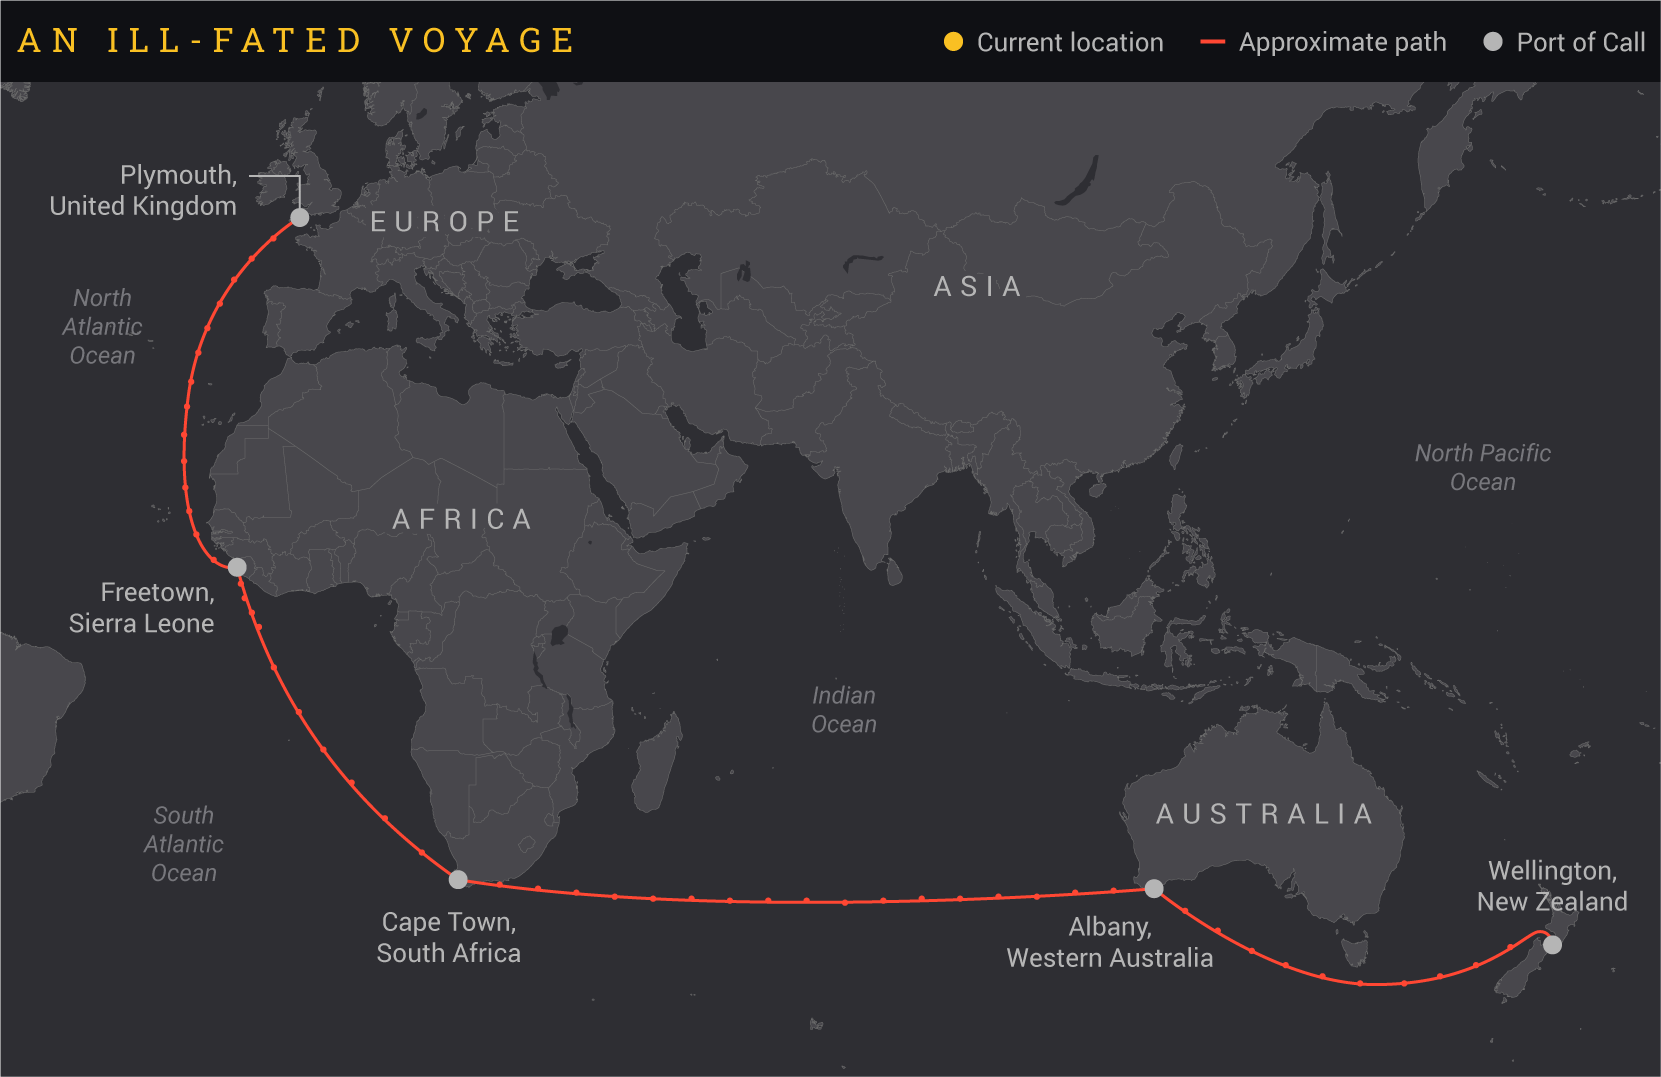 AN ILL-FATED VOYAGE
Current location
Approximate path
Port of Call
Plymouth,
United Kingdom
EUROPE
ASIA
North
Atlantic
Ocean
North Pacific
Ocean
AFRICA
Freetown,
Sierra Leone
Indian
Ocean
South
Atlantic
Ocean
AUSTRALIA
Wellington,
New Zealand
Cape Town,
South Africa
Albany,
Western Australia